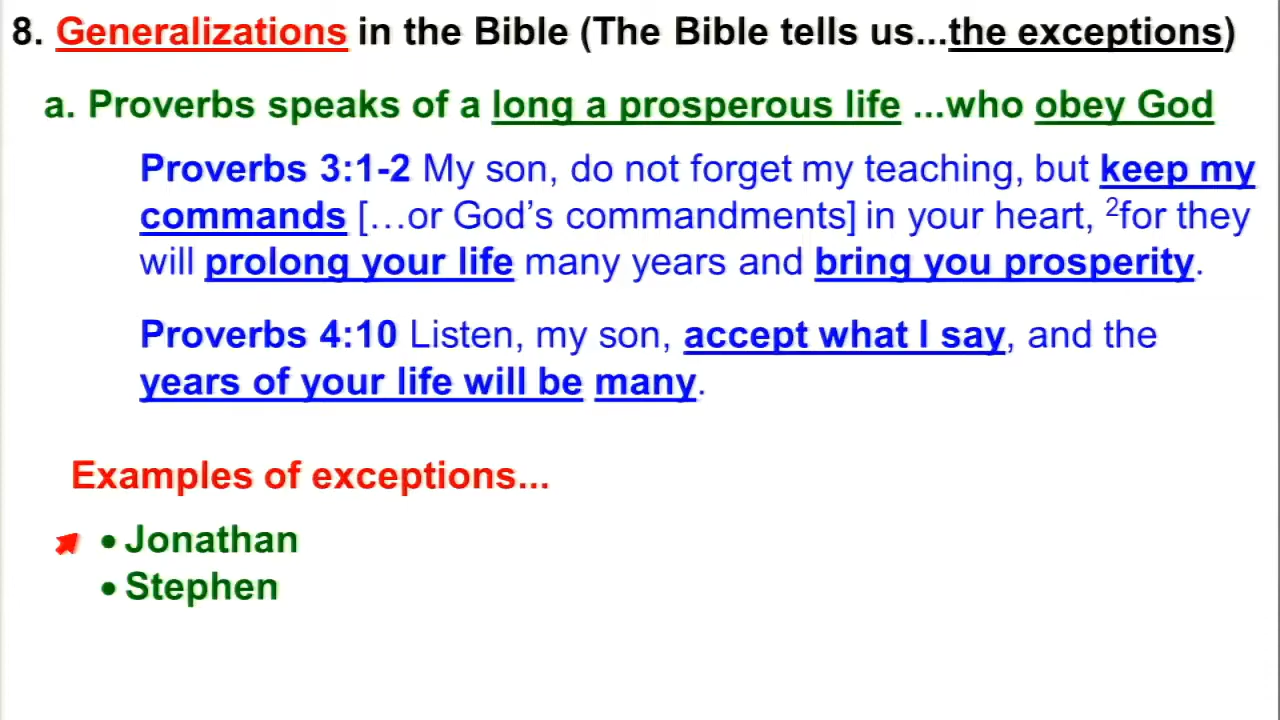 8. Generalizations in the Bible (The Bible tells us...the exceptions)
a. Proverbs speaks of a long a prosperous life ...who obey God
Proverbs 3:1-2 My son, do not forget my teaching, but keep my
commands […or God’s commandments] in your heart, ²for they
will prolong your life many years and bring you prosperity.
Proverbs 4:10 Listen, my son, accept what I say, and the
years of your life will be many.
Examples of exceptions...
• Jonathan
• Stephen